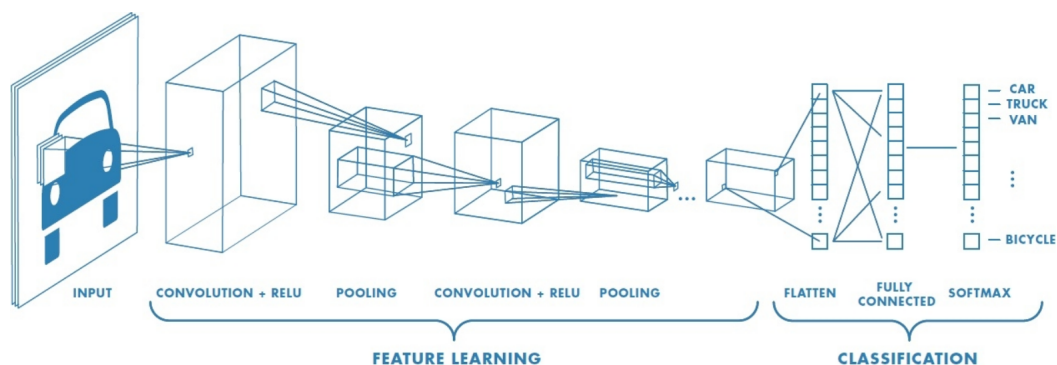 CAR
TRUCK
VAN
BICYCLE
INPUT
CONVOLUTION + RELU
POOLING
CONVOLUTION + RELU
POOLING
FLATTEN
FULLY
CONNECTED
SOFTMAX
FEATURE LEARNING
CLASSIFICATION